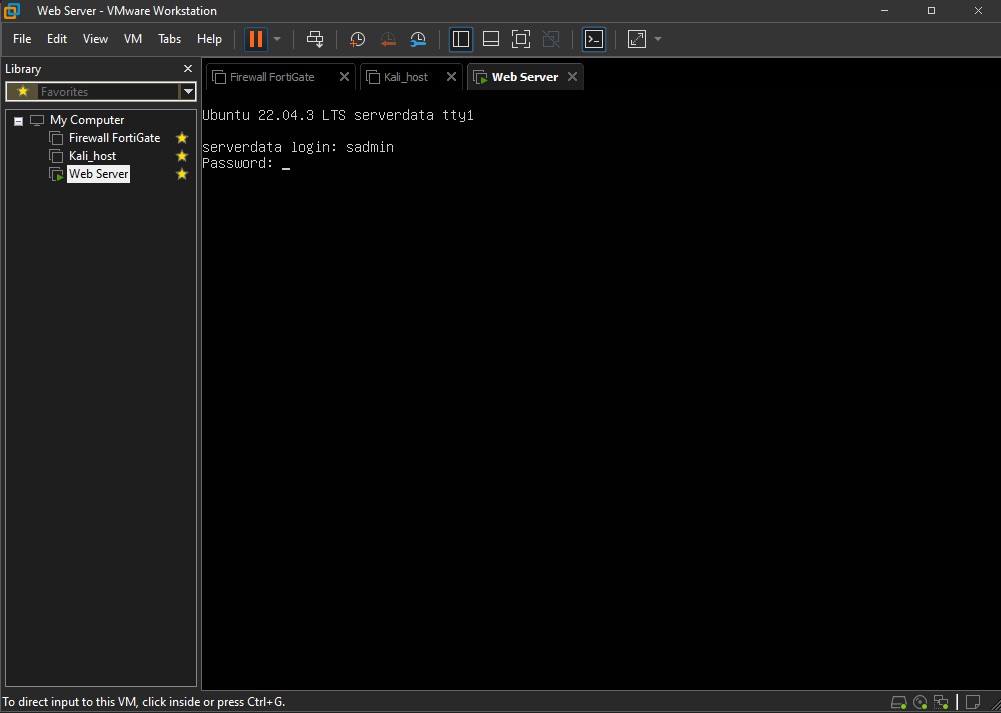 Web Server - VMware Workstation
File Edit View VM Tabs Help
Library
Favorites
My Computer
Firewall FortiGate
Kali_host
Web Server
Firewall FortiGate Kali_host Web Server
Ubuntu 22.04.3 LTS serverdata tty1
serverdata login: sadmin
Password: _
To direct input to this VM, click inside or press Ctrl+G.